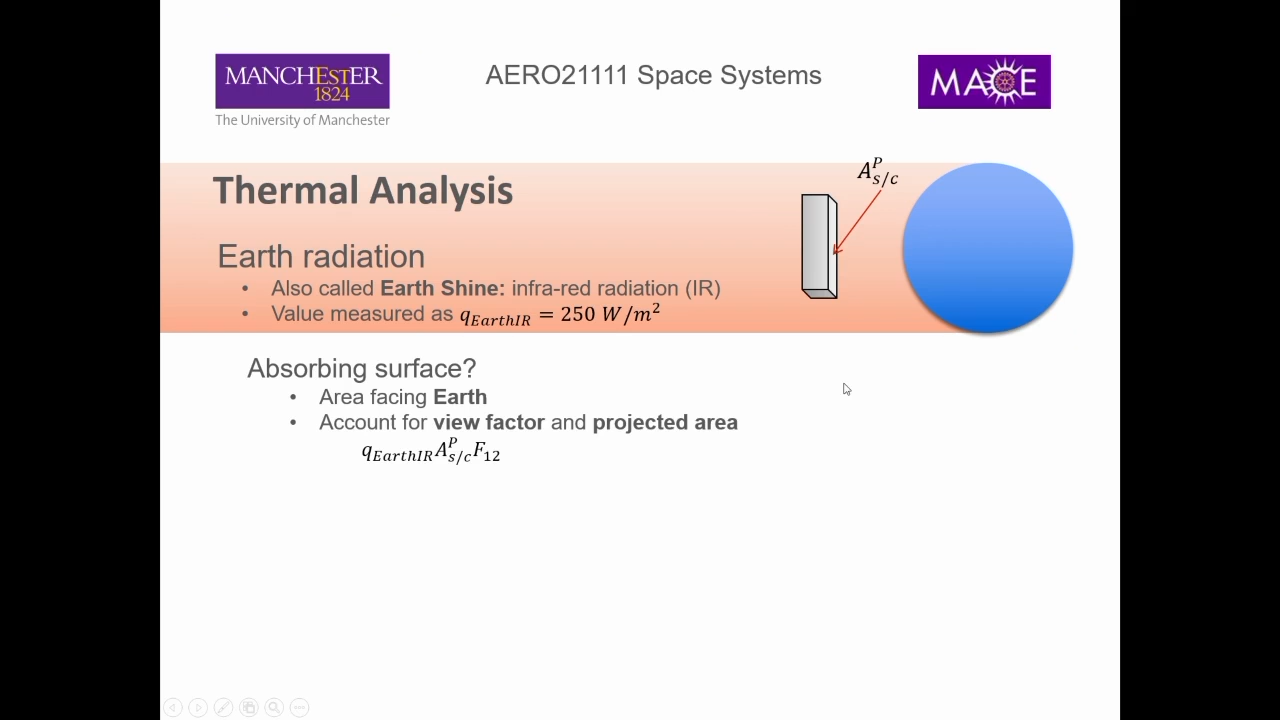 MANCHESTER
1824
The University of Manchester
AERO21111 Space Systems
MACE
Thermal Analysis
A^P_{s/c}
Earth radiation
• Also called Earth Shine: infra-red radiation (IR)
• Value measured as q_{EarthIR} = 250 W/m^2
Absorbing surface?
• Area facing Earth
• Account for view factor and projected area
q_{EarthIR}A^P_{s/c}F_{12}